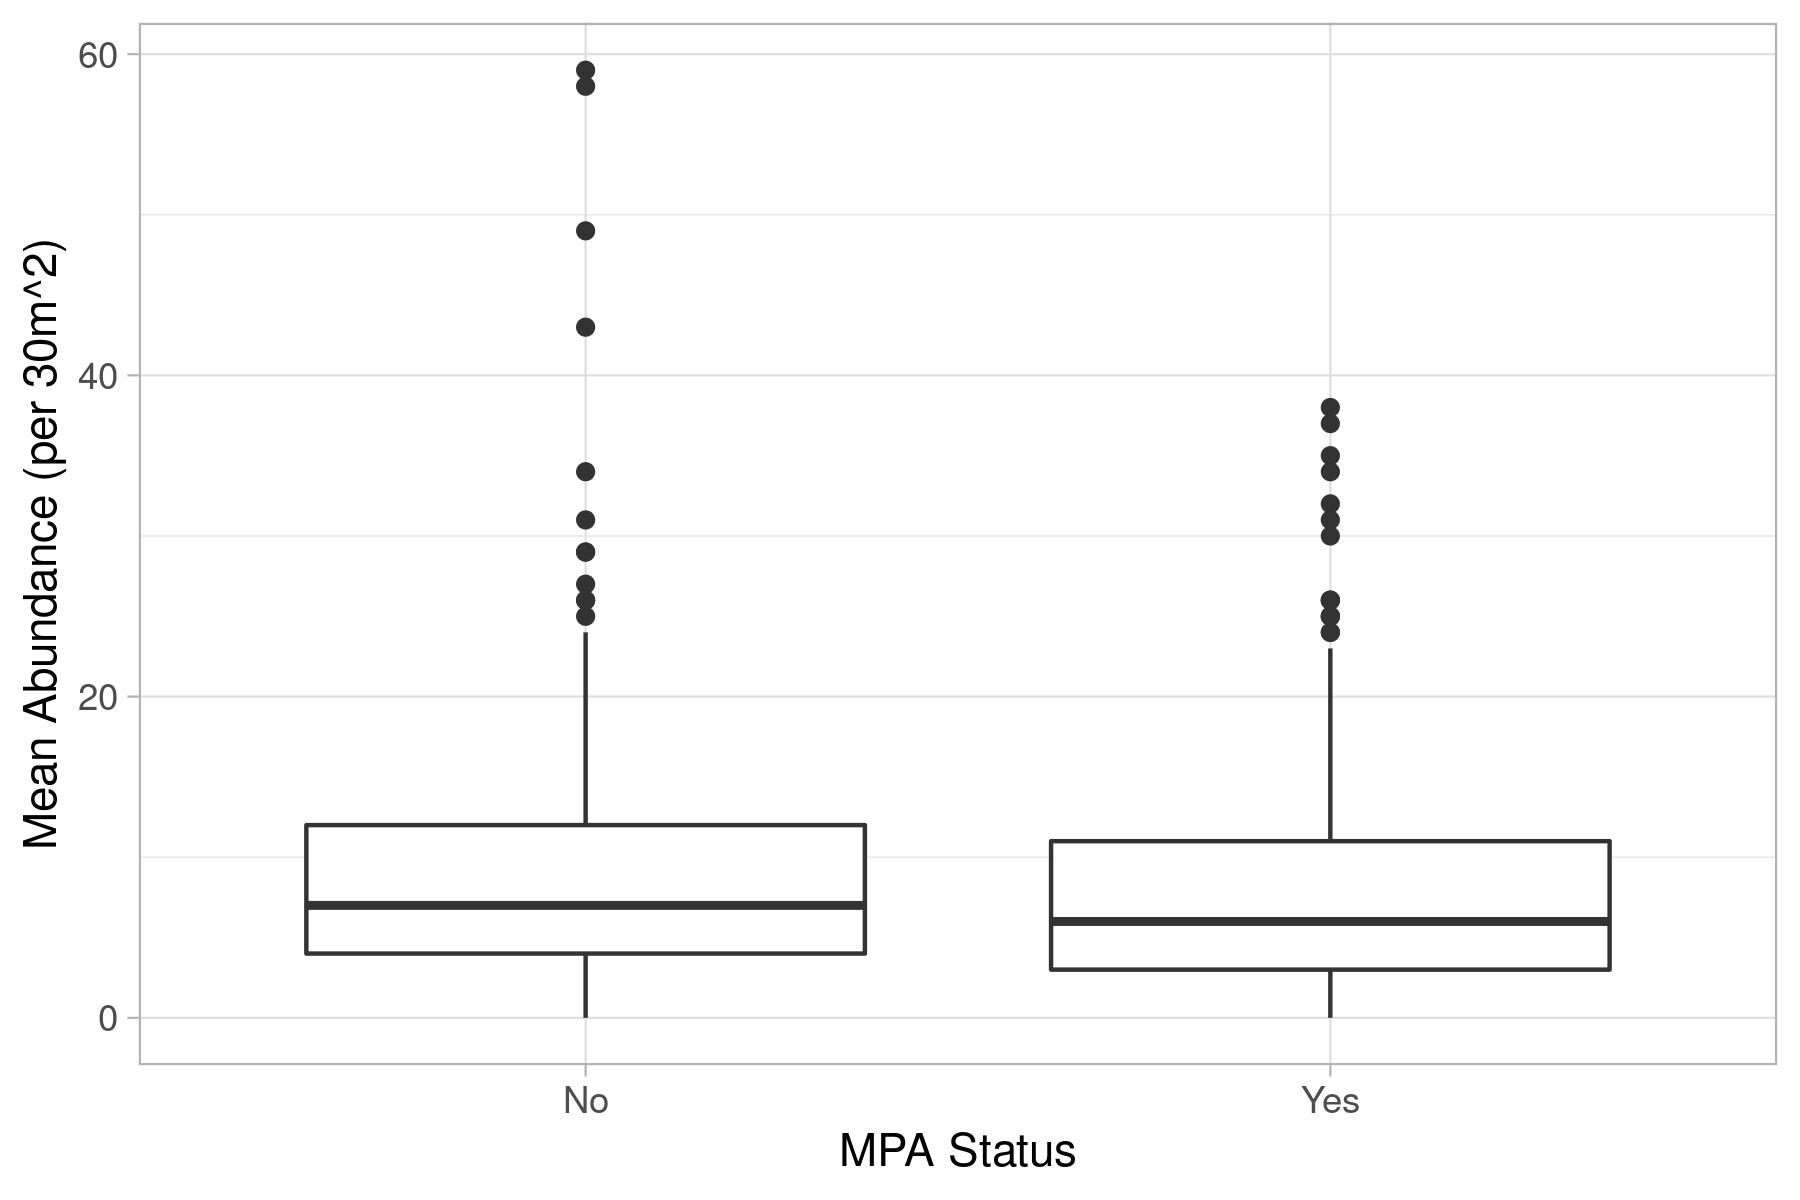 Mean Abundance (per 30m^2)
60
40
20
0
No
Yes
MPA Status